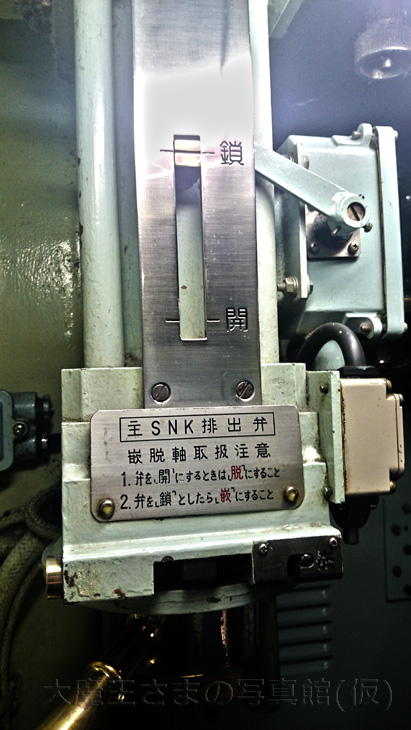 鎖
開
主SNK排出弁
嵌脱軸取扱注意
1.弁を「開」にするときは「脱」にすること
2.弁を「鎖」としたら「嵌」にすること
大魔王さまの写真館(仮)